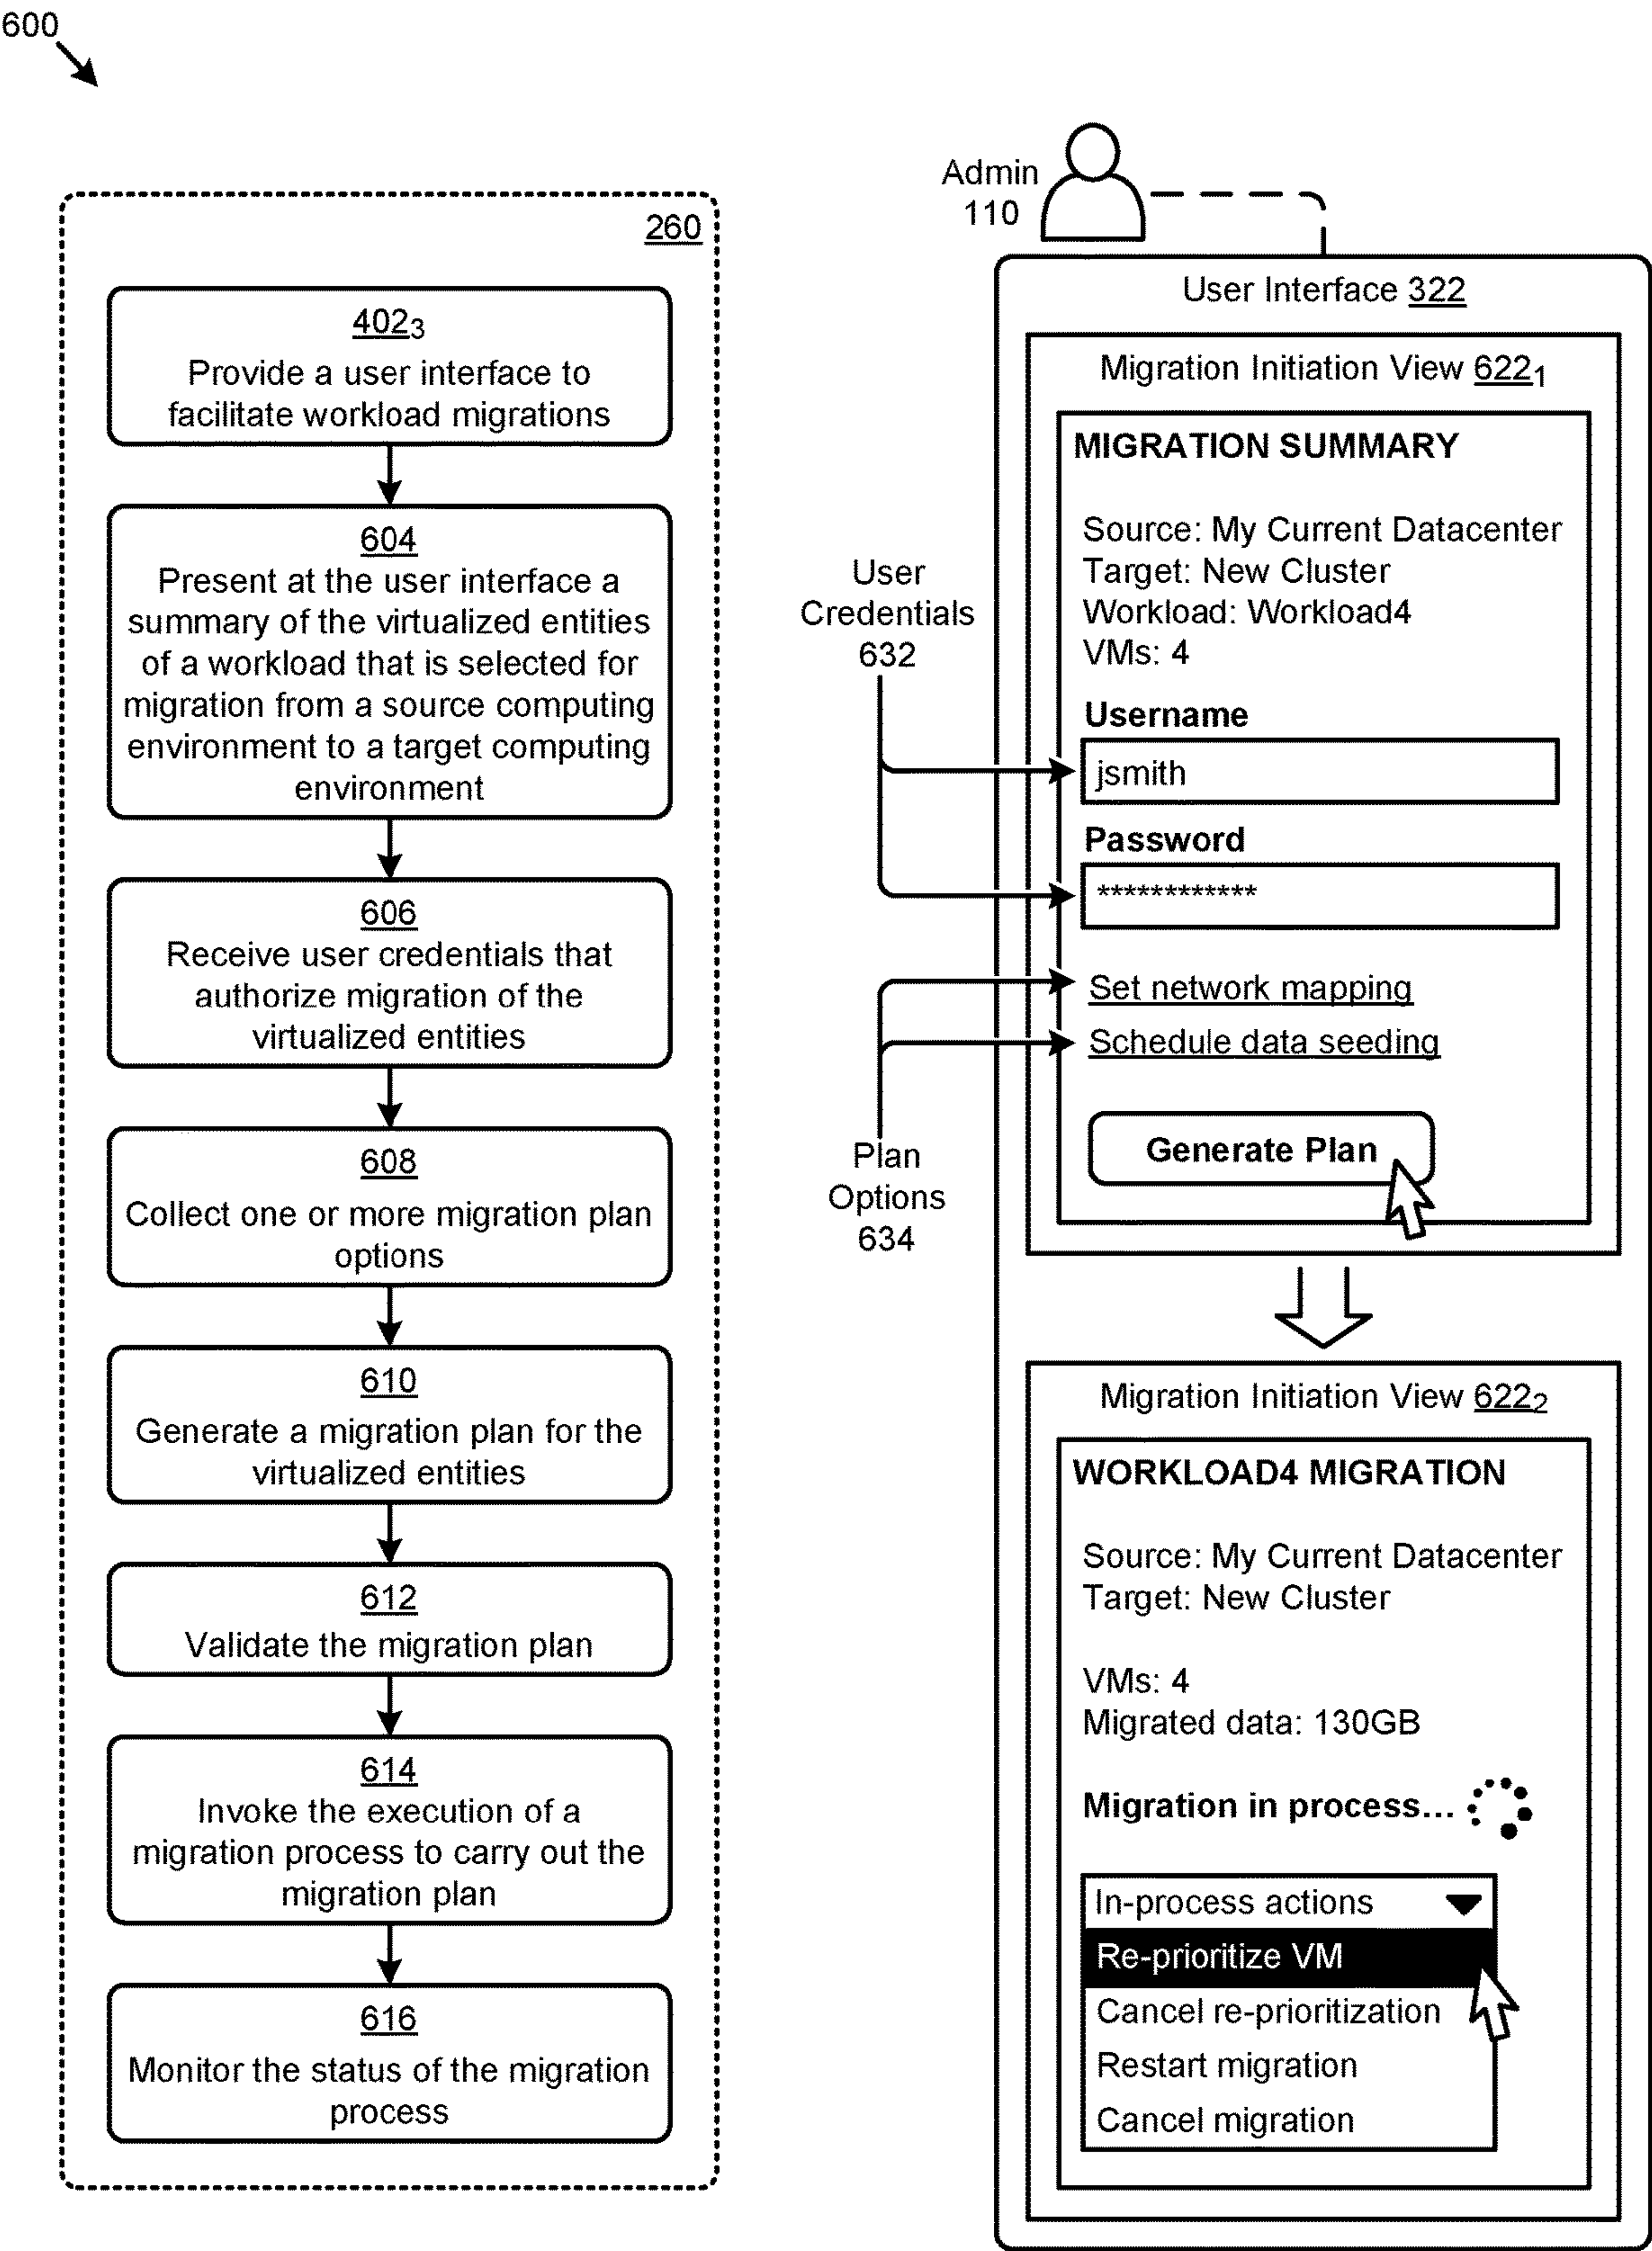 600
260
402₃
Provide a user interface to
facilitate workload migrations
604
Present at the user interface a
summary of the virtualized entities
of a workload that is selected for
migration from a source computing
environment to a target computing
environment
606
Receive user credentials that
authorize migration of the
virtualized entities
608
Collect one or more migration plan
options
610
Generate a migration plan for the
virtualized entities
612
Validate the migration plan
614
Invoke the execution of a
migration process to carry out the
migration plan
616
Monitor the status of the migration
process
Admin
110
User Interface 322
Migration Initiation View 622₁
MIGRATION SUMMARY
Source: My Current Datacenter
Target: New Cluster
Workload: Workload4
VMs: 4
User
Credentials
632
Username
jsmith
Password
************
Set network mapping
Schedule data seeding
Plan
Options
634
Generate Plan
Migration Initiation View 622₂
WORKLOAD4 MIGRATION
Source: My Current Datacenter
Target: New Cluster
VMs: 4
Migrated data: 130GB
Migration in process...
In-process actions
Re-prioritize VM
Cancel re-prioritization
Restart migration
Cancel migration